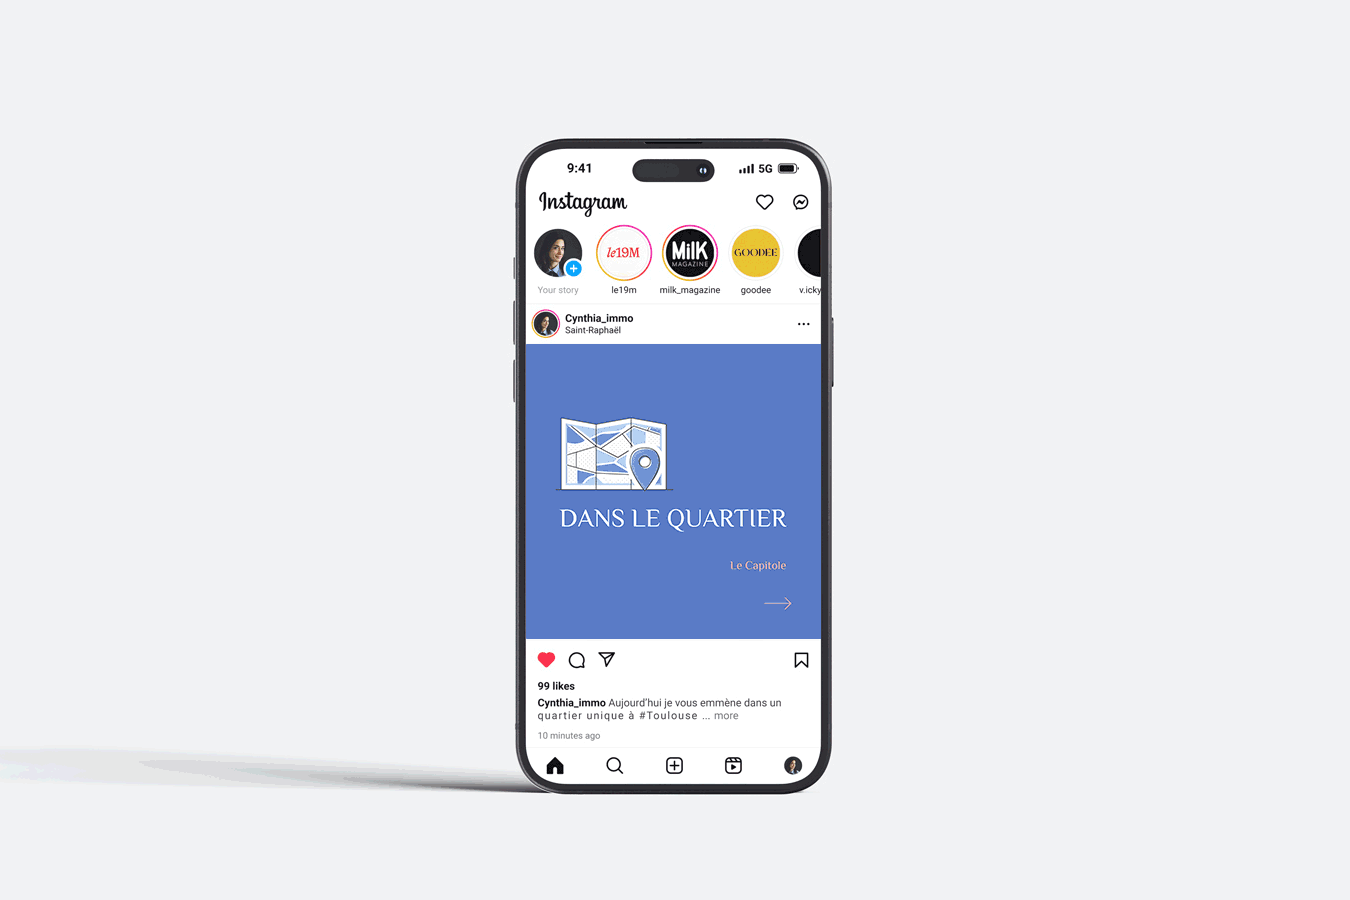 9:41
5G
Instagram
le19M
MilK
MAGAZINE
GOODEE
Your story
le19m
milk_magazine
goodee
v.icky
Cynthia_immo
Saint-Raphaël
DANS LE QUARTIER
Le Capitole
99 likes
Cynthia_immo Aujourd'hui je vous emmène dans un
quartier unique à #Toulouse ... more
10 minutes ago